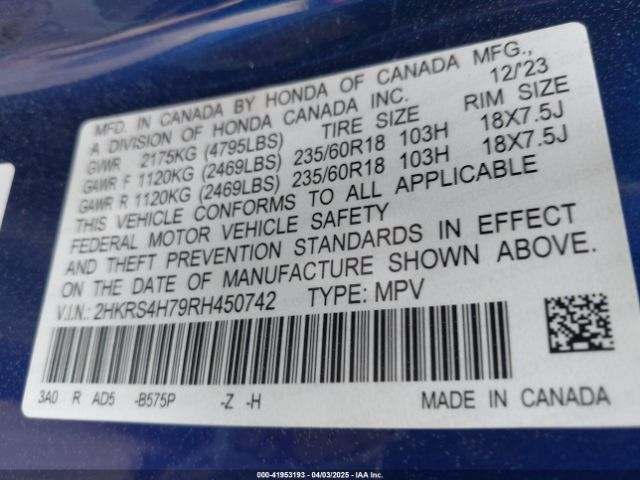 MFD. IN CANADA BY HONDA OF CANADA MFG.,
A DIVISION OF HONDA CANADA INC. 12/'23
GVWR 2175KG (4795LBS) TIRE SIZE RIM SIZE
GAWR F 1120KG (2469LBS) 235/60R18 103H 18X7.5J
GAWR R 1120KG (2469LBS) 235/60R18 103H 18X7.5J
THIS VEHICLE CONFORMS TO ALL APPLICABLE
FEDERAL MOTOR VEHICLE SAFETY
AND THEFT PREVENTION STANDARDS IN EFFECT
ON THE DATE OF MANUFACTURE SHOWN ABOVE.
V.I.N.: 2HKRS4H79RH450742 TYPE: MPV
3A0 R AD5 -B575P -Z -H MADE IN CANADA
000-41953193 - 04/03/2025 - IAA Inc.